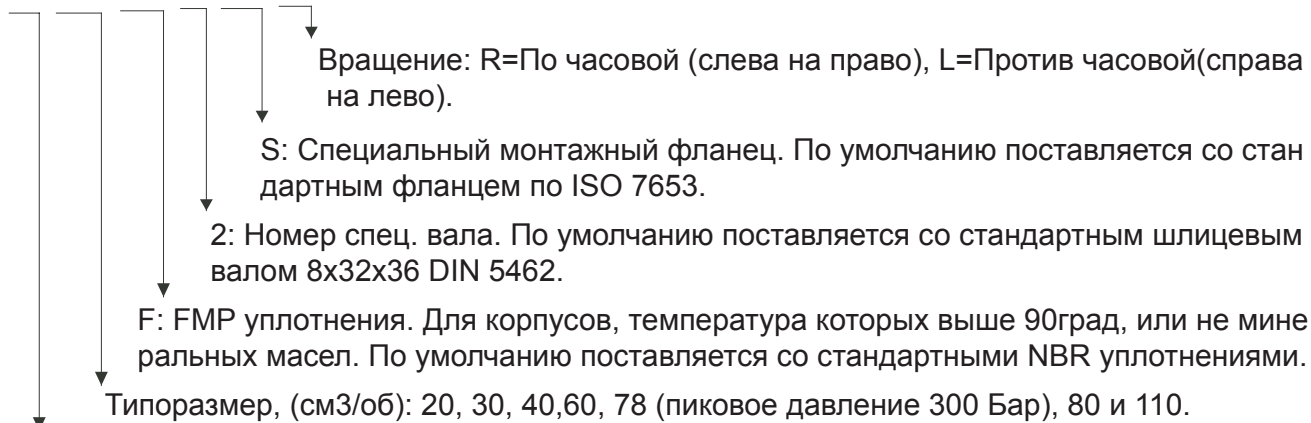 Вращение: R=По часовой (слева на право), L=Против часовой(справа
на лево).
S: Специальный монтажный фланец. По умолчанию поставляется со стан
дартным фланцем по ISO 7653.
2: Номер спец. вала. По умолчанию поставляется со стандартным шлицевым
валом 8x32x36 DIN 5462.
F: FMP уплотнения. Для корпусов, температура которых выше 90град, или не мине
ральных масел. По умолчанию поставляется со стандартными NBR уплотнениями.
Типоразмер, (см3/об): 20, 30, 40,60, 78 (пиковое давление 300 Бар), 80 и 110.